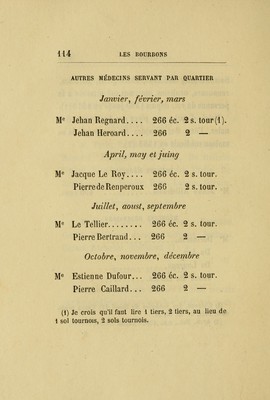 114 LES BOURBONS
AUTRES MÉDECINS SERVANT PAR QUARTIER
Janvier, février, mars
Me Jehan Regnard.... 266 éc. 2 s. tour(1).
Jehan Heroard.... 266 2 —
April, may et juing
Me Jacque Le Roy.... 266 éc. 2 s. tour.
Pierre de Renperoux 266 2 s. tour.
Juillet, aoust, septembre
Me Le Tellier........ 266 éc. 2 s. tour.
Pierre Bertrand... 266 2 —
Octobre, novembre, décembre
Me Estienne Dufour... 266 éc. 2 s. tour.
Pierre Caillard... 266 2 —
(1) Je crois qu'il faut lire 1 tiers, 2 tiers, au lieu de
1 sol tournois, 2 sols tournois.